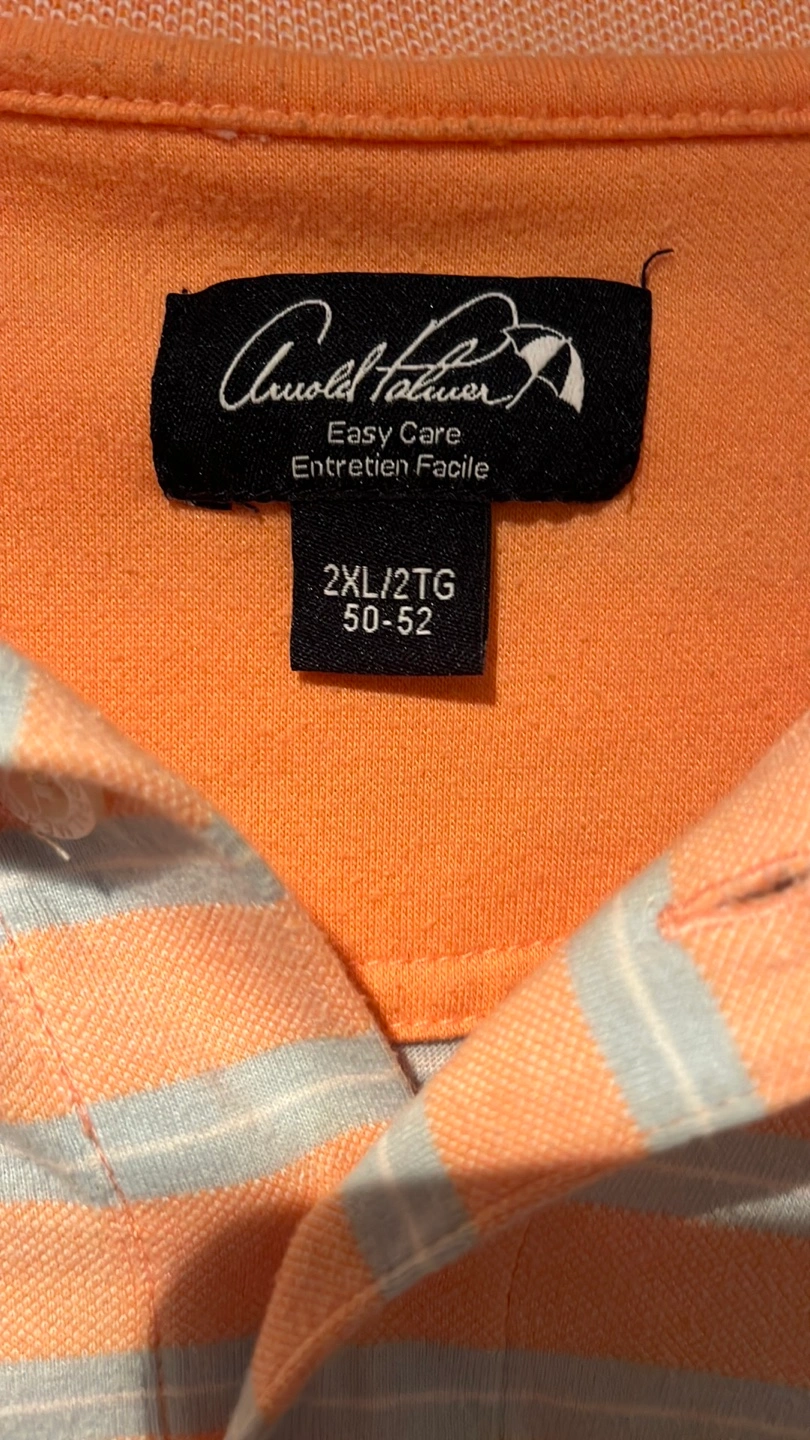 Arnold Palmer
Easy Care
Entretien Facile
2XL/2TG
50-52